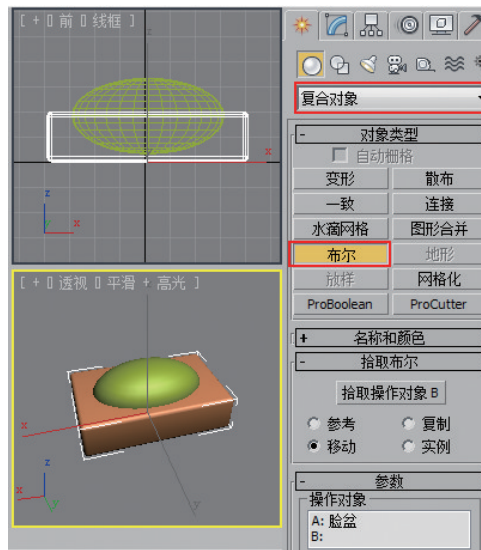 [ + 0 前 0 线框 ]
z
x
z
x
[ + 0 透视 0 平滑 + 高光 ]
x
z
x
y
y
复合对象
- 对象类型
自动栅格
变形 散布
一致 连接
水滴网格 图形合并
布尔 地形
放样 网格化
ProBoolean ProCutter
+ 名称和颜色
- 拾取布尔
拾取操作对象 B
参考 复制
移动 实例
- 参数
操作对象
A: 脸盆
B: